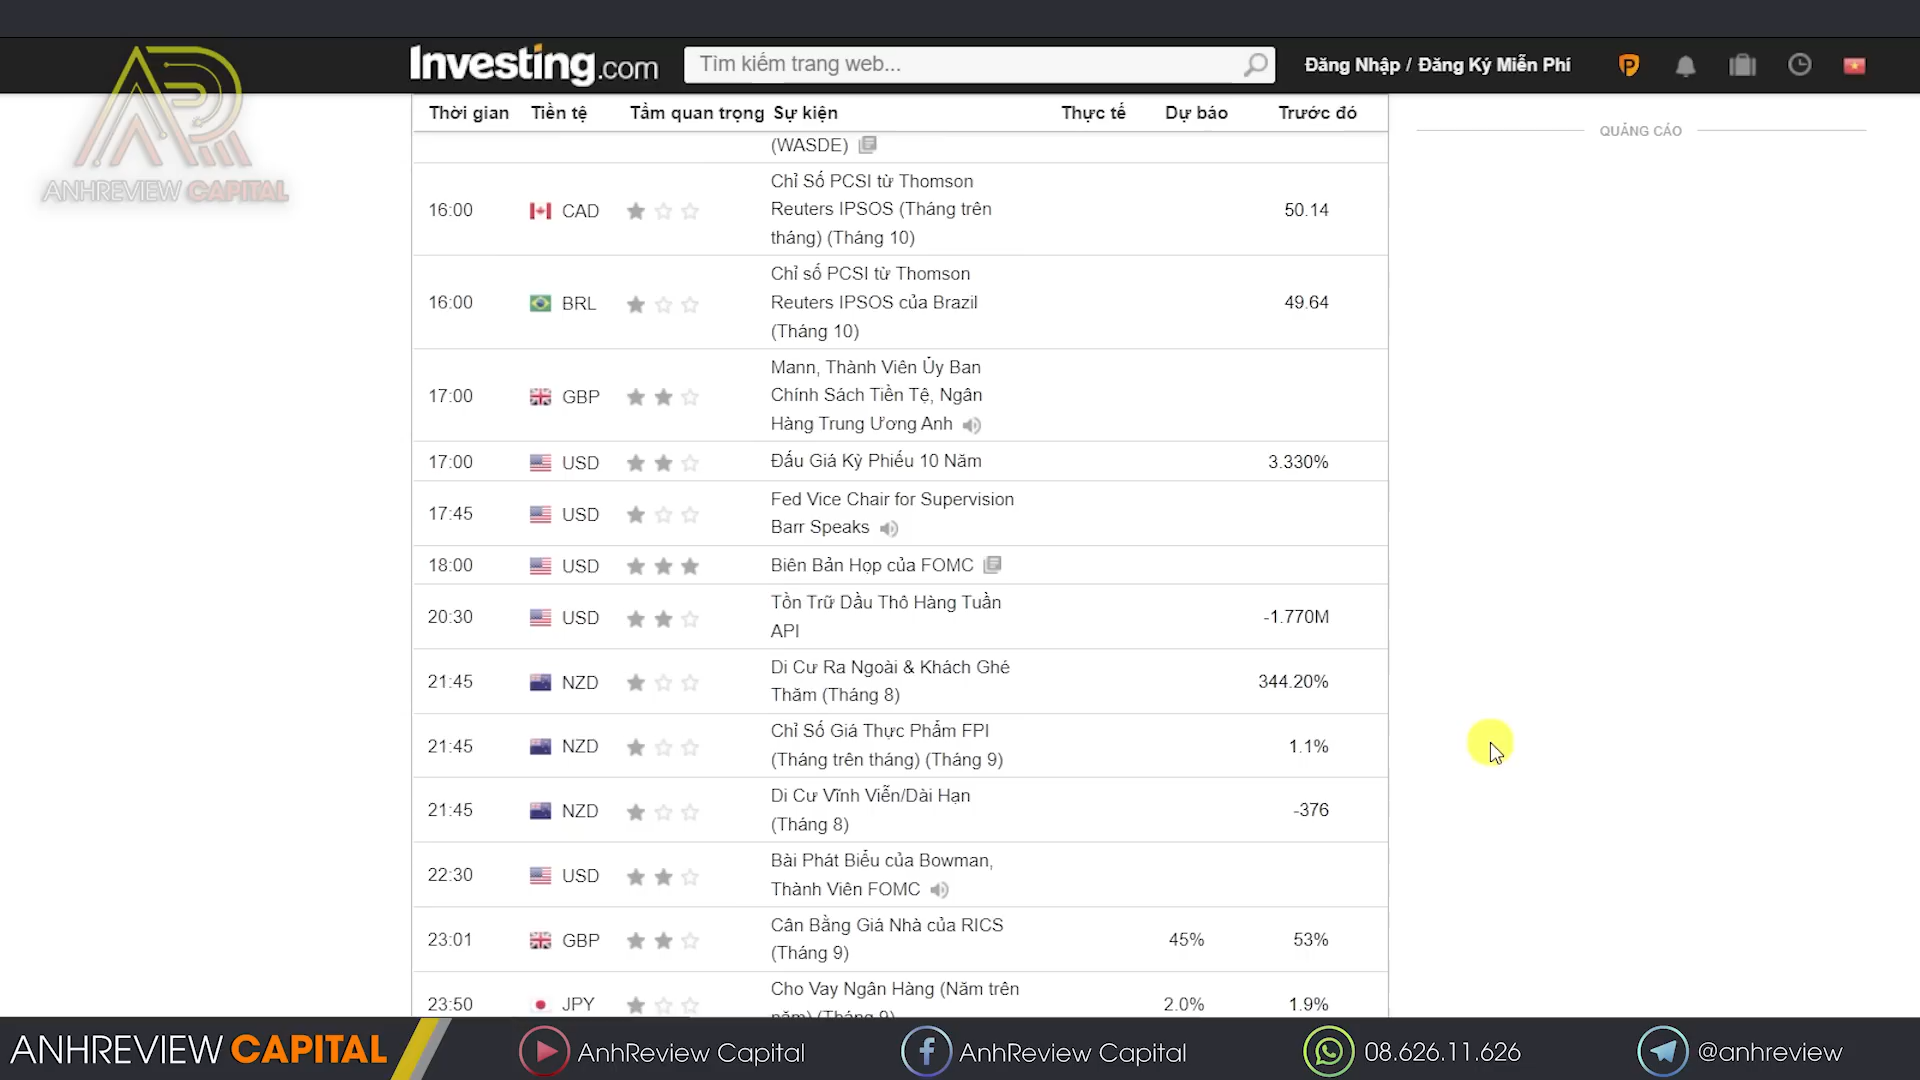 Investing.com
Tìm kiếm trang web...
Đăng Nhập / Đăng Ký Miễn Phí
ANHREVIEW CAPITAL
Thời gian Tiền tệ Tầm quan trọng Sự kiện Thực tế Dự báo Trước đó
QUẢNG CÁO
(WASDE)
16:00 CAD Chỉ Số PCSI từ Thomson
Reuters IPSOS (Tháng trên
tháng) (Tháng 10) 50.14
16:00 BRL Chỉ số PCSI từ Thomson
Reuters IPSOS của Brazil
(Tháng 10) 49.64
17:00 GBP Mann, Thành Viên Ủy Ban
Chính Sách Tiền Tệ, Ngân
Hàng Trung Ương Anh
17:00 USD Đấu Giá Kỳ Phiếu 10 Năm 3.330%
17:45 USD Fed Vice Chair for Supervision
Barr Speaks
18:00 USD Biên Bản Họp của FOMC
20:30 USD Tồn Trữ Dầu Thô Hàng Tuần
API -1.770M
21:45 NZD Di Cư Ra Ngoài & Khách Ghé
Thăm (Tháng 8) 344.20%
21:45 NZD Chỉ Số Giá Thực Phẩm FPI
(Tháng trên tháng) (Tháng 9) 1.1%
21:45 NZD Di Cư Vĩnh Viễn/Dài Hạn
(Tháng 8) -376
22:30 USD Bài Phát Biểu của Bowman,
Thành Viên FOMC
23:01 GBP Cân Bằng Giá Nhà của RICS
(Tháng 9) 45% 53%
23:50 JPY Cho Vay Ngân Hàng (Năm trên
năm) (Tháng 9) 2.0% 1.9%
ANHREVIEW CAPITAL
AnhReview Capital
AnhReview Capital
08.626.11.626
@anhreview